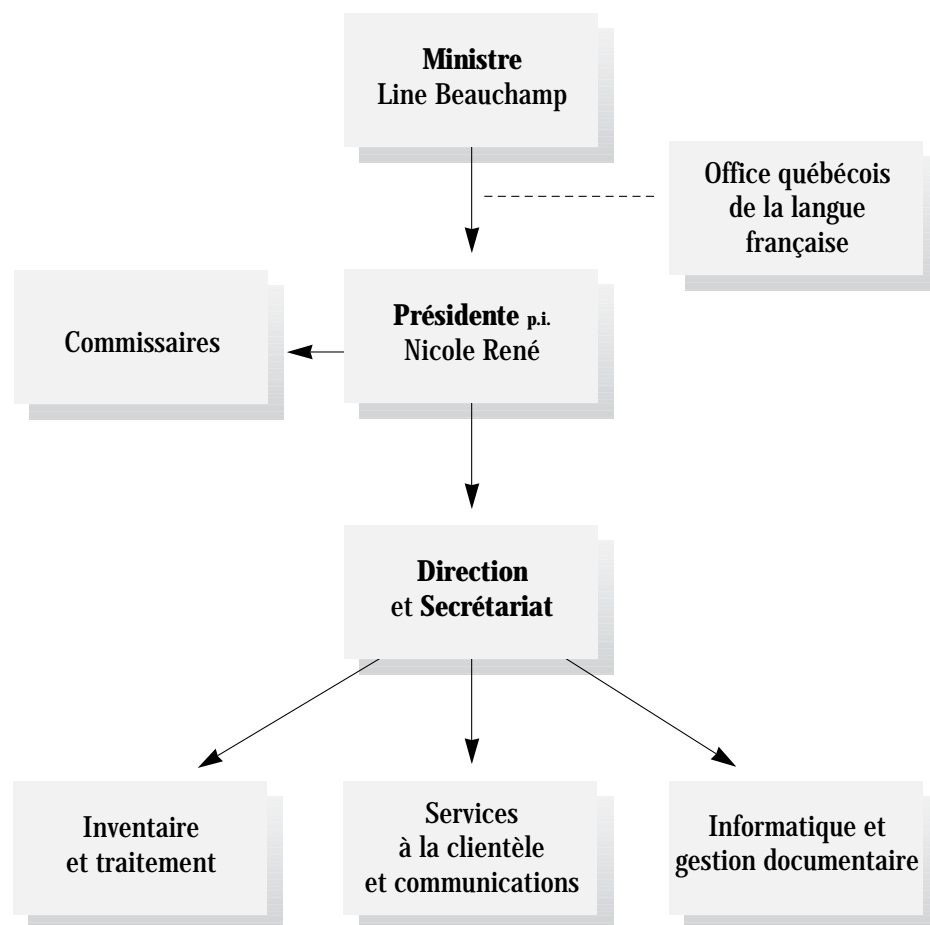 Ministre
Line Beauchamp
Office québécois
de la langue
française
Commissaires
Présidente p.i.
Nicole René
Direction
et Secrétariat
Inventaire
et traitement
Services
à la clientèle
et communications
Informatique et
gestion documentaire